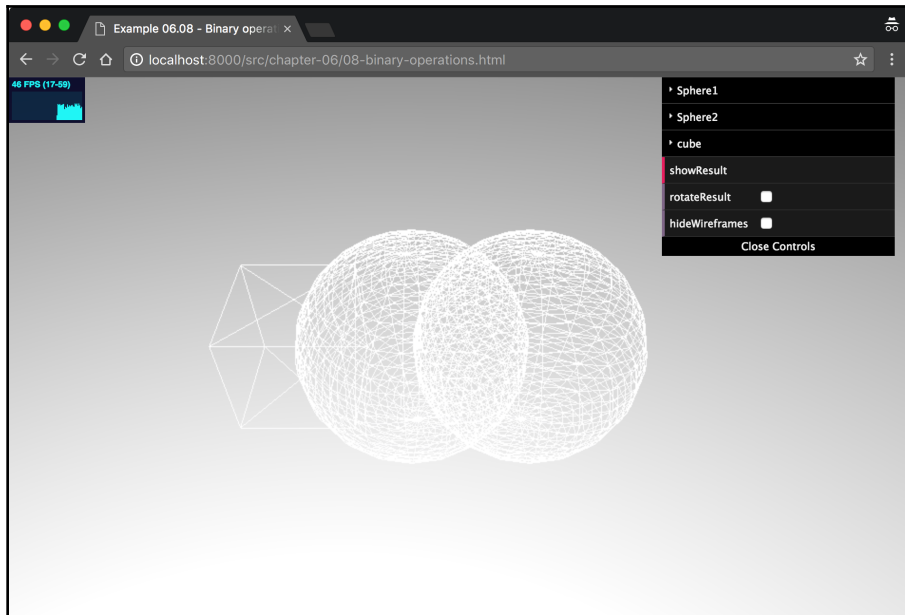 Example 06.08 - Binary operat
localhost:8000/src/chapter-06/08-binary-operations.html
46 FPS (17-59)
Sphere1
Sphere2
cube
showResult
rotateResult
hideWireframes
Close Controls